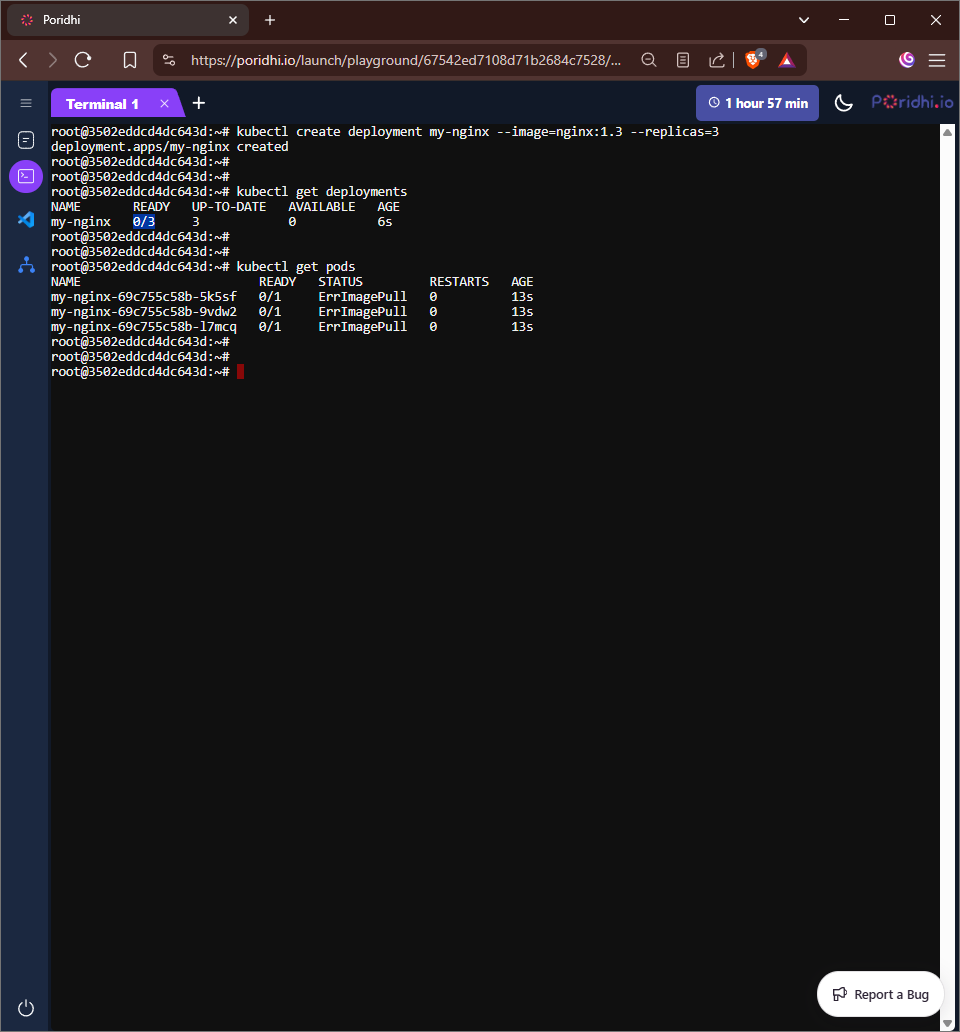 Poridhi
https://poridhi.io/launch/playground/67542ed7108d71b2684c7528/...
4
Terminal 1
1 hour 57 min
Poridhi.io
root@3502eddcd4dc643d:~# kubectl create deployment my-nginx --image=nginx:1.3 --replicas=3
deployment.apps/my-nginx created
root@3502eddcd4dc643d:~#
root@3502eddcd4dc643d:~#
root@3502eddcd4dc643d:~# kubectl get deployments
NAME       READY   UP-TO-DATE   AVAILABLE   AGE
my-nginx   0/3     3            0           6s
root@3502eddcd4dc643d:~#
root@3502eddcd4dc643d:~#
root@3502eddcd4dc643d:~# kubectl get pods
NAME                        READY   STATUS         RESTARTS   AGE
my-nginx-69c755c58b-5k5sf   0/1     ErrImagePull   0          13s
my-nginx-69c755c58b-9vdw2   0/1     ErrImagePull   0          13s
my-nginx-69c755c58b-l7mcq   0/1     ErrImagePull   0          13s
root@3502eddcd4dc643d:~#
root@3502eddcd4dc643d:~#
root@3502eddcd4dc643d:~#
Report a Bug